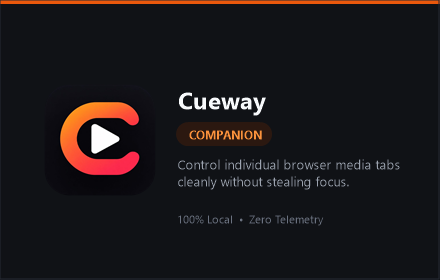 Cueway
COMPANION
Control individual browser media tabs
cleanly without stealing focus.
100% Local • Zero Telemetry